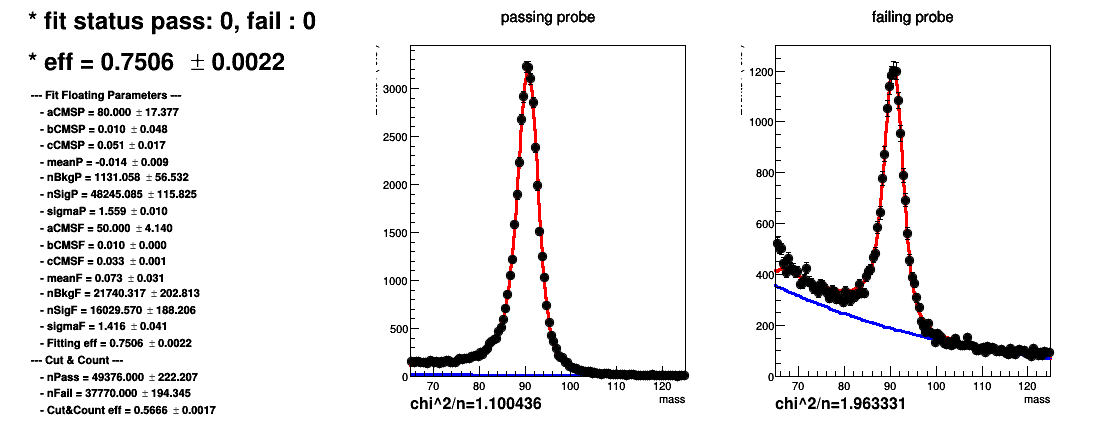 * fit status pass: 0, fail : 0
* eff = 0.7506 ± 0.0022
--- Fit Floating Parameters ---
- aCMSP = 80.000 ± 17.377
- bCMSP = 0.010 ± 0.048
- cCMSP = 0.051 ± 0.017
- meanP = -0.014 ± 0.009
- nBkgP = 1131.058 ± 56.532
- nSigP = 48245.085 ± 115.825
- sigmaP = 1.559 ± 0.010
- aCMSF = 50.000 ± 4.140
- bCMSF = 0.010 ± 0.000
- cCMSF = 0.033 ± 0.001
- meanF = 0.073 ± 0.031
- nBkgF = 21740.317 ± 202.813
- nSigF = 16029.570 ± 188.206
- sigmaF = 1.416 ± 0.041
- Fitting eff = 0.7506 ± 0.0022
--- Cut & Count ---
- nPass = 49376.000 ± 222.207
- nFail = 37770.000 ± 194.345
- Cut&Count eff = 0.5666 ± 0.0017
passing probe
3000
2500
2000
1500
1000
500
0
70 80 90 100 110 120
mass
chi^2/n=1.100436
failing probe
1200
1000
800
600
400
200
0
70 80 90 100 110 120
mass
chi^2/n=1.963331